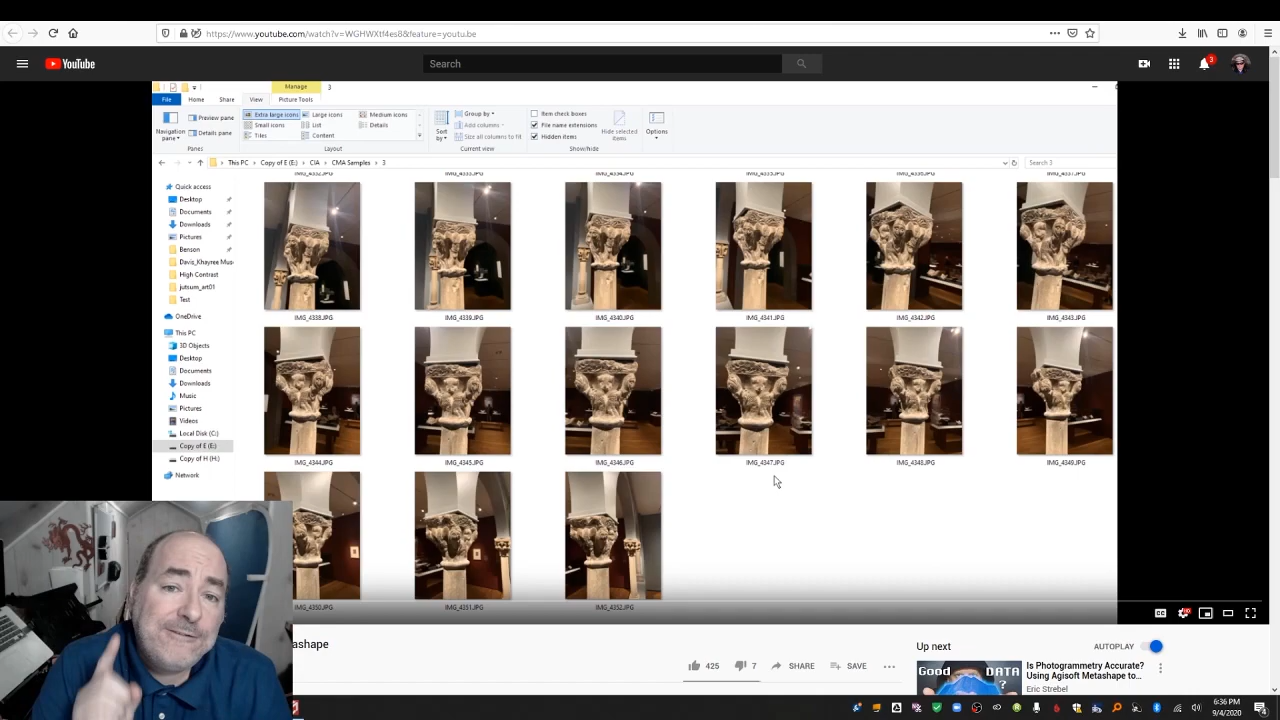 https://www.youtube.com/watch?v=WGHWXtf4es8&feature=youtu.be
YouTube
Search
3
Manage
3
File
Home
Share
View
Picture Tools
Navigation pane
Preview pane
Details pane
Panes
Extra large icons
Large icons
Medium icons
Small icons
List
Details
Tiles
Content
Layout
Sort by
Group by
Add columns
Size all columns to fit
Current view
Item check boxes
File name extensions
Hidden items
Hide selected items
Show/hide
Options
This PC
Copy of E (E:)
CIA
CMA Samples
3
Search 3
Quick access
Desktop
Documents
Downloads
Pictures
Benson
Davis_Khayree Mus
High Contrast
jutsum_art01
Test
OneDrive
This PC
3D Objects
Desktop
Documents
Downloads
Music
Pictures
Videos
Local Disk (C:)
Copy of E (E:)
Copy of H (H:)
Network
IMG_4338.JPG
IMG_4339.JPG
IMG_4340.JPG
IMG_4341.JPG
IMG_4342.JPG
IMG_4343.JPG
IMG_4344.JPG
IMG_4345.JPG
IMG_4346.JPG
IMG_4347.JPG
IMG_4348.JPG
IMG_4349.JPG
IMG_4350.JPG
IMG_4351.JPG
IMG_4352.JPG
ashape
425
7
SHARE
SAVE
Up next
AUTOPLAY
Good DATA ?
Is Photogrammetry Accurate?
Using Agisoft Metashape to...
Eric Strebel
6:36 PM
9/4/2020